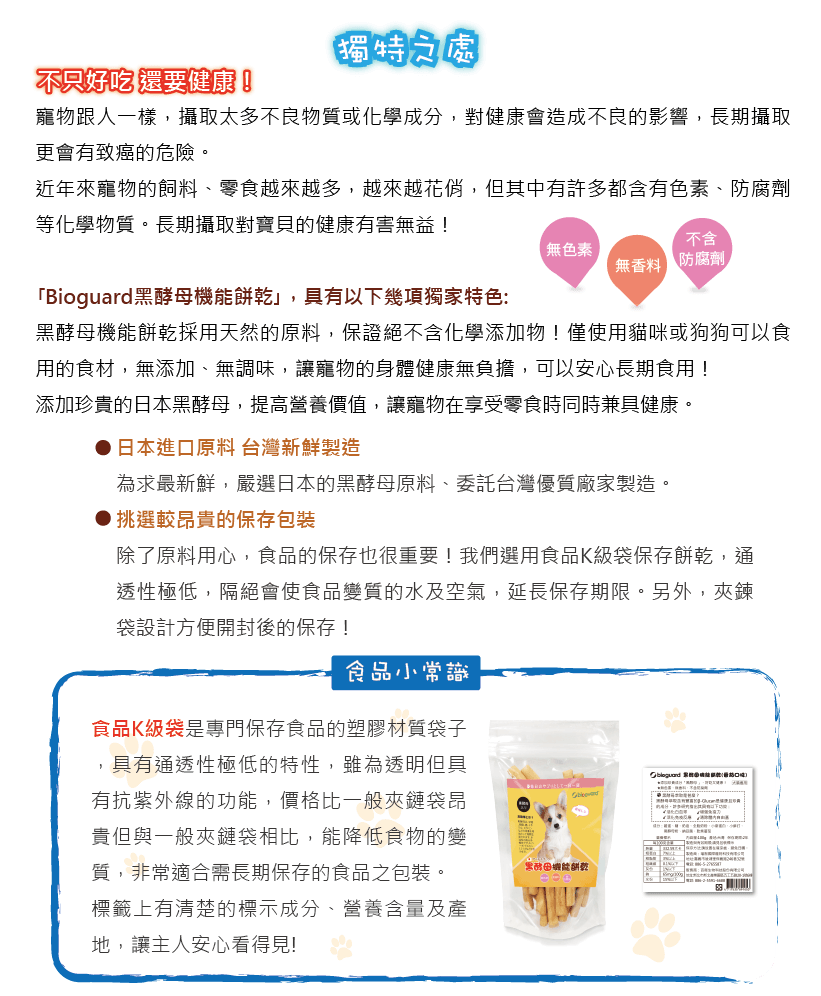 獨特之處
不只好吃 還要健康！
寵物跟人一樣，攝取太多不良物質或化學成分，對健康會造成不良的影響，長期攝取
更會有致癌的危險。
近年來寵物的飼料、零食越來越多，越來越花俏，但其中有許多都含有色素、防腐劑
等化學物質。長期攝取對寶貝的健康有害無益！
無色素
無香料
不含
防腐劑
「Bioguard黑酵母機能餅乾」，具有以下幾項獨家特色:
黑酵母機能餅乾採用天然的原料，保證絕不含化學添加物！僅使用貓咪或狗狗可以食
用的食材，無添加、無調味，讓寵物的身體健康無負擔，可以安心長期食用！
添加珍貴的日本黑酵母，提高營養價值，讓寵物在享受零食時同時兼具健康。
● 日本進口原料 台灣新鮮製造
為求最新鮮，嚴選日本的黑酵母原料、委託台灣優質廠家製造。
● 挑選較昂貴的保存包裝
除了原料用心，食品的保存也很重要！我們選用食品K級袋保存餅乾，通
透性極低，隔絕會使食品變質的水及空氣，延長保存期限。另外，夾鍊
袋設計方便開封後的保存！
食品小常識
食品K級袋是專門保存食品的塑膠材質袋子
，具有通透性極低的特性，雖為透明但具
有抗紫外線的功能，價格比一般夾鏈袋昂
貴但與一般夾鏈袋相比，能降低食物的變
質，非常適合需長期保存的食品之包裝。
標籤上有清楚的標示成分、營養含量及產
地，讓主人安心看得見!
bioguard
黑酵母機能餅乾
bioguard 黑酵母機能餅乾(番茄口味)